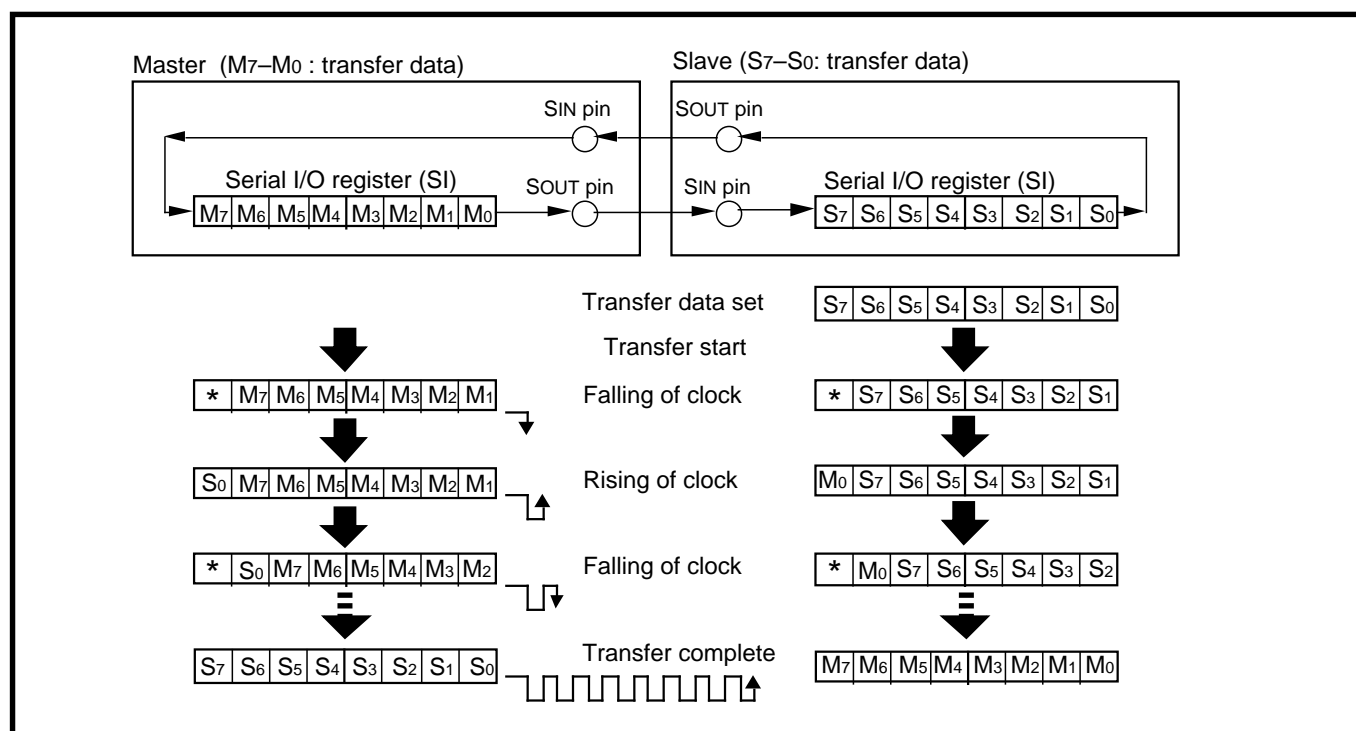 Master (M7–M0 : transfer data)
Slave (S7–S0: transfer data)
SIN pin
SOUT pin
Serial I/O register (SI)
SOUT pin
SIN pin
Serial I/O register (SI)
M7 M6 M5 M4 M3 M2 M1 M0
S7 S6 S5 S4 S3 S2 S1 S0
Transfer data set
S7 S6 S5 S4 S3 S2 S1 S0
Transfer start
* M7 M6 M5 M4 M3 M2 M1
Falling of clock
* S7 S6 S5 S4 S3 S2 S1
S0 M7 M6 M5 M4 M3 M2 M1
Rising of clock
M0 S7 S6 S5 S4 S3 S2 S1
* S0 M7 M6 M5 M4 M3 M2
Falling of clock
* M0 S7 S6 S5 S4 S3 S2
S7 S6 S5 S4 S3 S2 S1 S0
Transfer complete
M7 M6 M5 M4 M3 M2 M1 M0